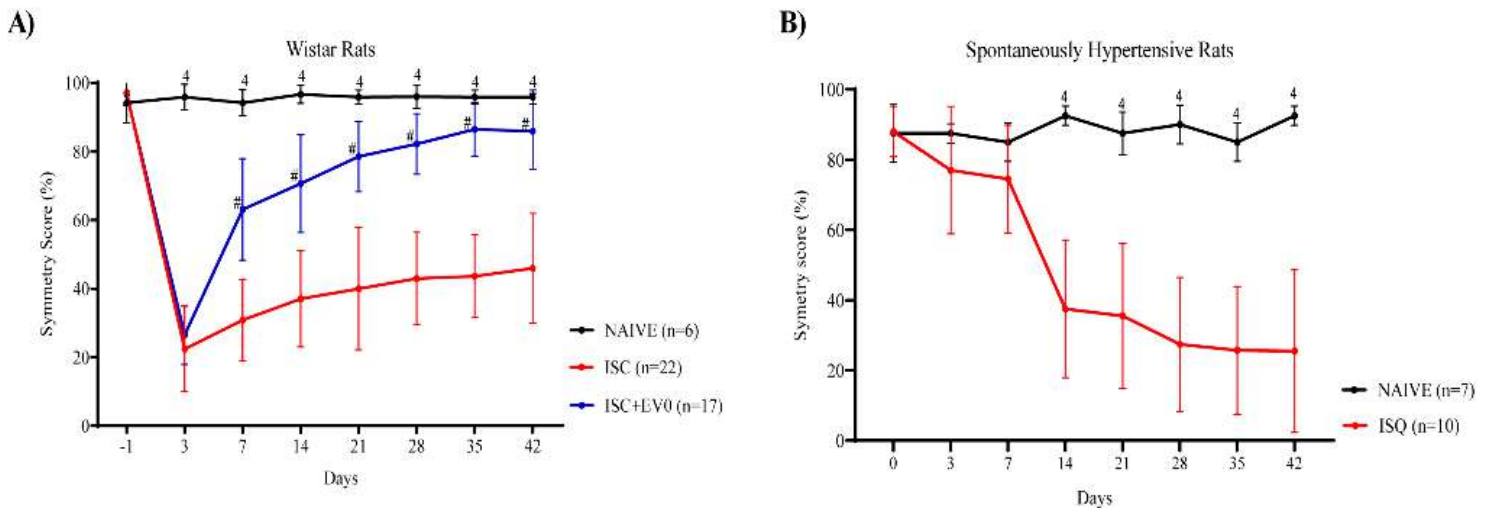 A)
Wistar Rats
4 4 4 4 4 4 4
100
80
60
40
20
0
Symmetry Score (%)
# # # # # #
-1 3 7 14 21 28 35 42
Days
NAIVE (n=6)
ISC (n=22)
ISC+EV0 (n=17)
B)
Spontaneously Hypertensive Rats
4 4 4 4 4
100
80
60
40
20
0
Symetry score (%)
0 3 7 14 21 28 35 42
Days
NAIVE (n=7)
ISQ (n=10)